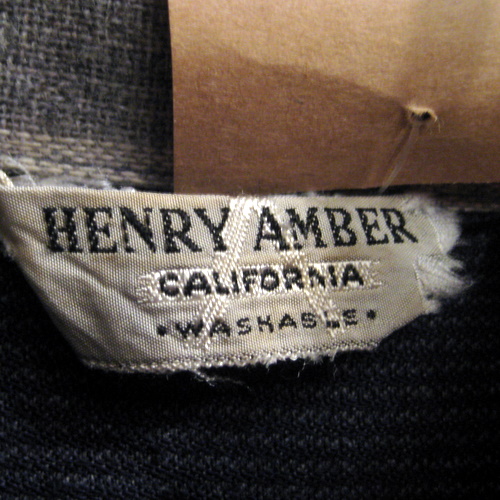 HENRY AMBER
CALIFORNIA
• WASHABLE •